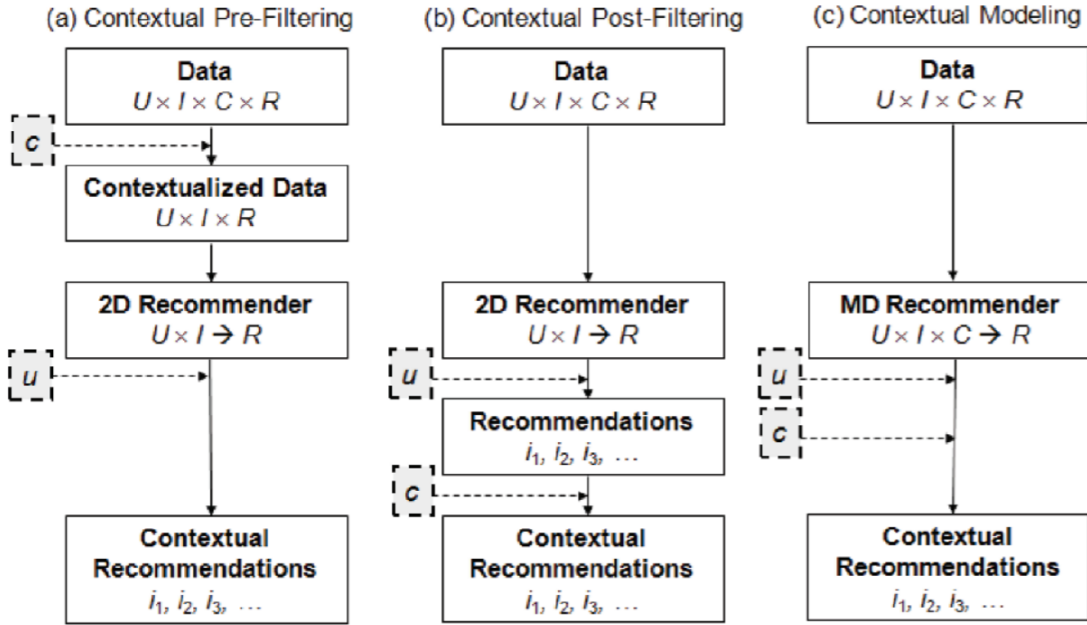 (a) Contextual Pre-Filtering
Data
U × I × C × R
c
Contextualized Data
U × I × R
2D Recommender
U × I → R
u
Contextual
Recommendations
i₁, i₂, i₃, …
(b) Contextual Post-Filtering
Data
U × I × C × R
2D Recommender
U × I → R
u
Recommendations
i₁, i₂, i₃, …
c
Contextual
Recommendations
i₁, i₂, i₃, …
(c) Contextual Modeling
Data
U × I × C × R
MD Recommender
U × I × C → R
u
c
Contextual
Recommendations
i₁, i₂, i₃, …